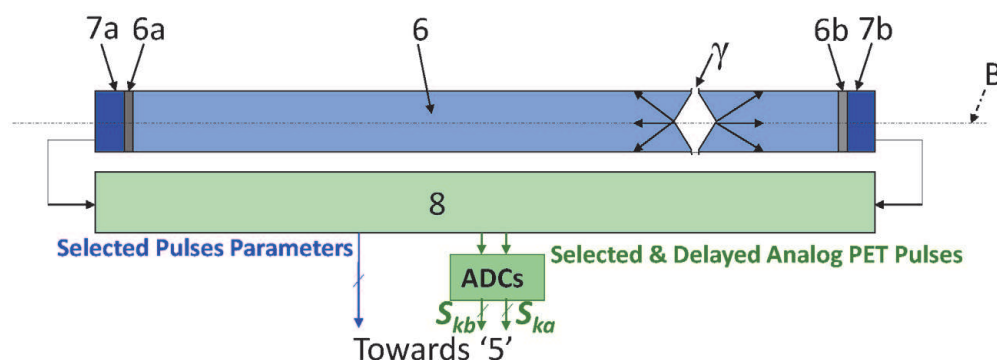 7a 6a 6 γ 6b 7b
B
8
Selected Pulses Parameters
Selected & Delayed Analog PET Pulses
ADCs
Skb Ska
Towards ‘5’